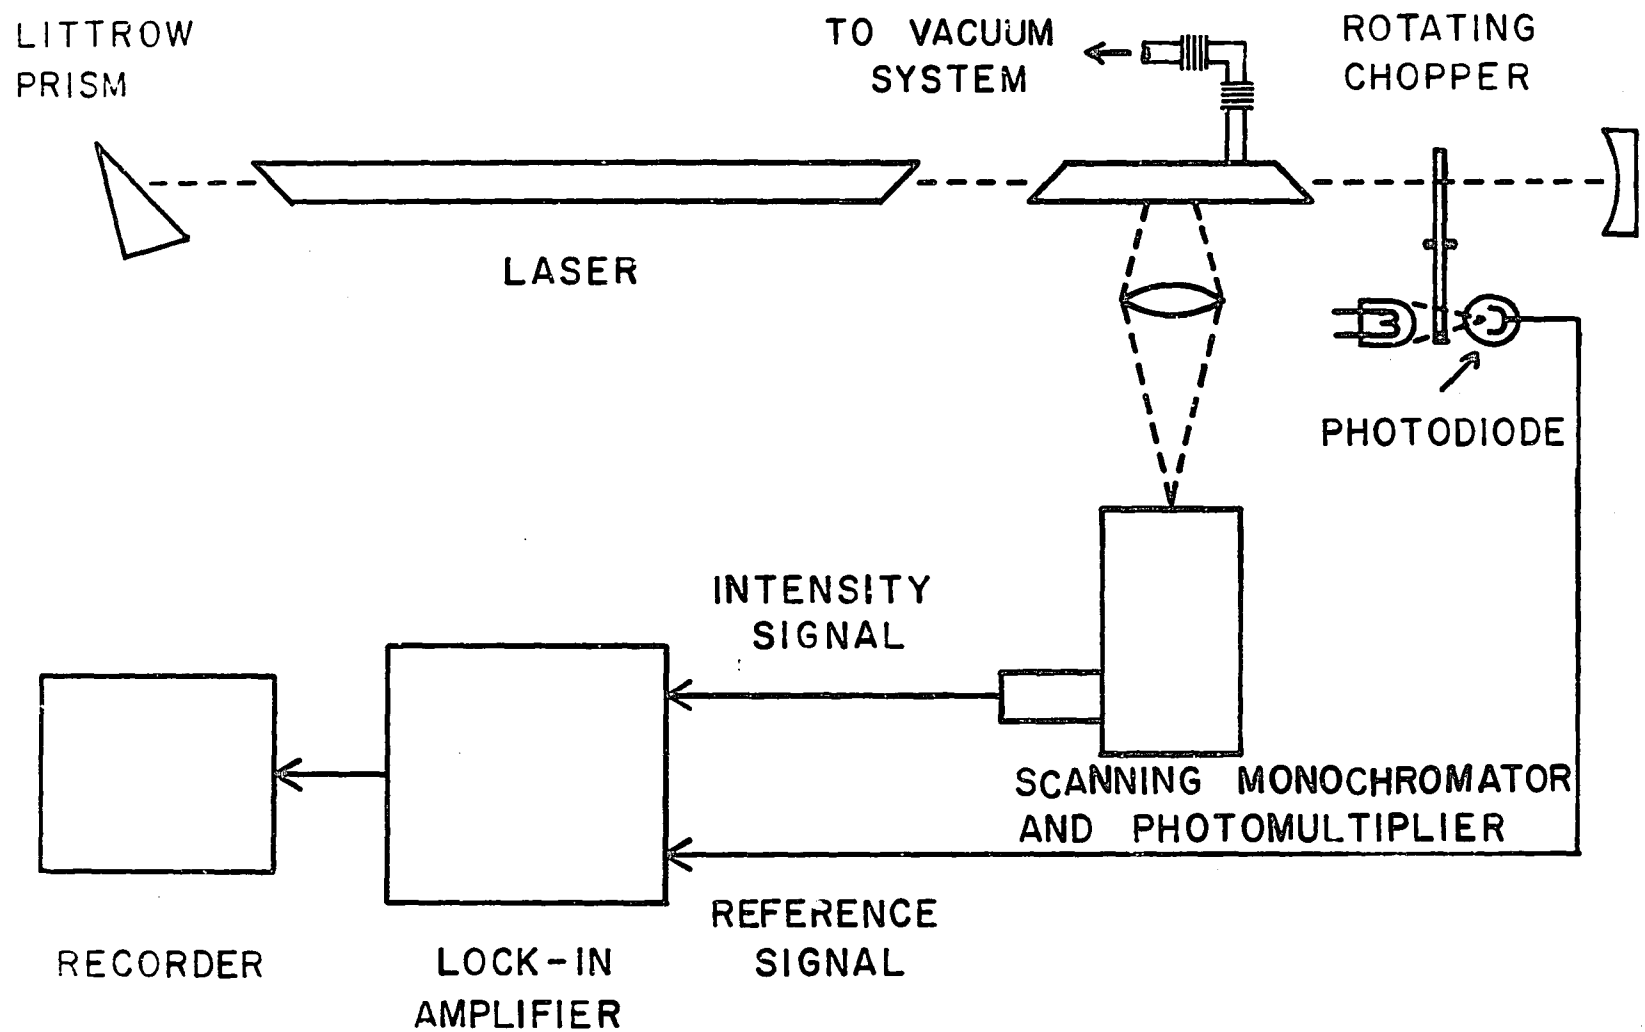 LITTROW
PRISM
TO VACUUM
SYSTEM
ROTATING
CHOPPER
LASER
PHOTODIODE
INTENSITY
SIGNAL
SCANNING MONOCHROMATOR
AND PHOTOMULTIPLIER
REFERENCE
SIGNAL
RECORDER
LOCK-IN
AMPLIFIER